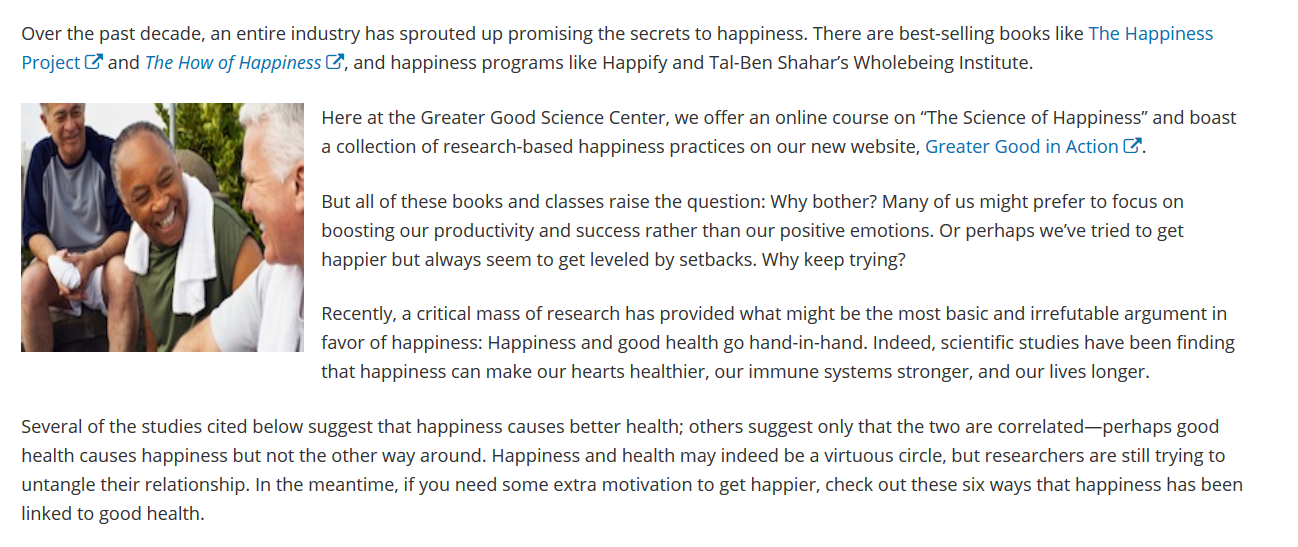 Over the past decade, an entire industry has sprouted up promising the secrets to happiness. There are best-selling books like The Happiness
Project and The How of Happiness, and happiness programs like Happify and Tal-Ben Shahar’s Wholebeing Institute.
Here at the Greater Good Science Center, we offer an online course on “The Science of Happiness” and boast
a collection of research-based happiness practices on our new website, Greater Good in Action.
But all of these books and classes raise the question: Why bother? Many of us might prefer to focus on
boosting our productivity and success rather than our positive emotions. Or perhaps we’ve tried to get
happier but always seem to get leveled by setbacks. Why keep trying?
Recently, a critical mass of research has provided what might be the most basic and irrefutable argument in
favor of happiness: Happiness and good health go hand-in-hand. Indeed, scientific studies have been finding
that happiness can make our hearts healthier, our immune systems stronger, and our lives longer.
Several of the studies cited below suggest that happiness causes better health; others suggest only that the two are correlated—perhaps good
health causes happiness but not the other way around. Happiness and health may indeed be a virtuous circle, but researchers are still trying to
untangle their relationship. In the meantime, if you need some extra motivation to get happier, check out these six ways that happiness has been
linked to good health.